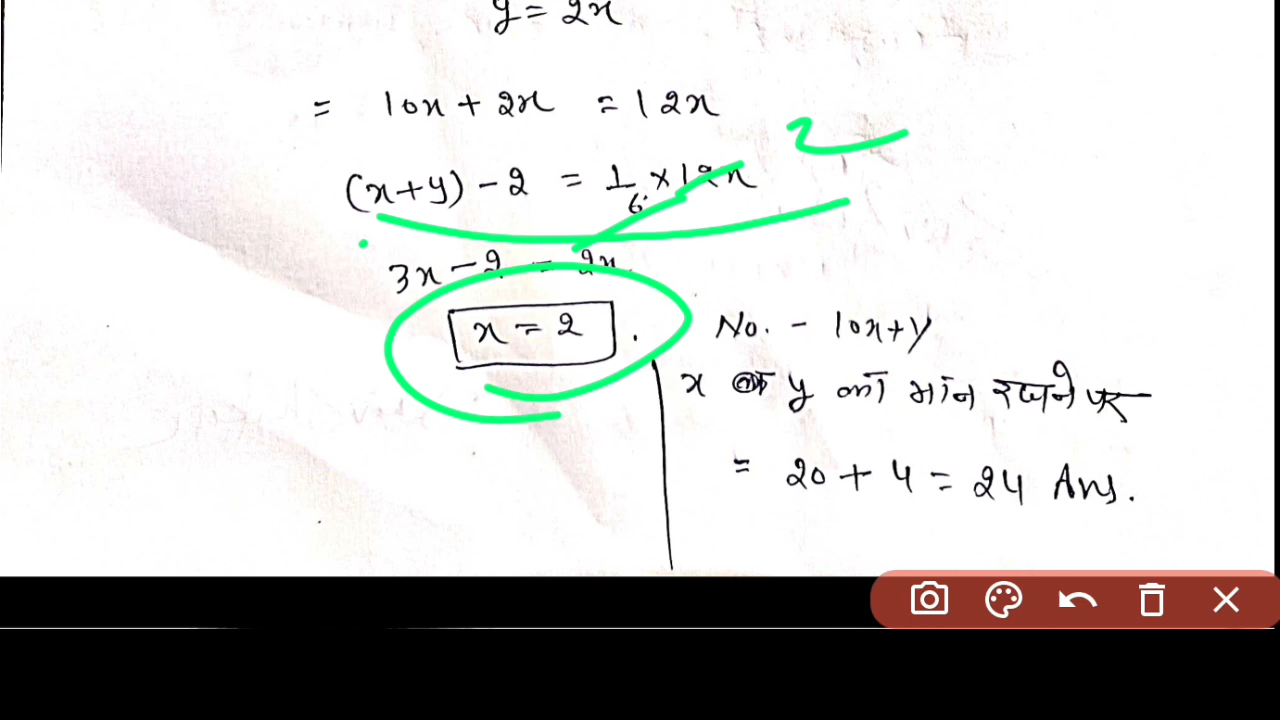 y = 2x
= 10x + 2x = 12x
2
(x+y) - 2 = 1/6 × 12x
3x - 2 = 2x
x = 2 .
No. - 10x+y
x y का मान रखने पर
= 20 + 4 = 24 Ans.